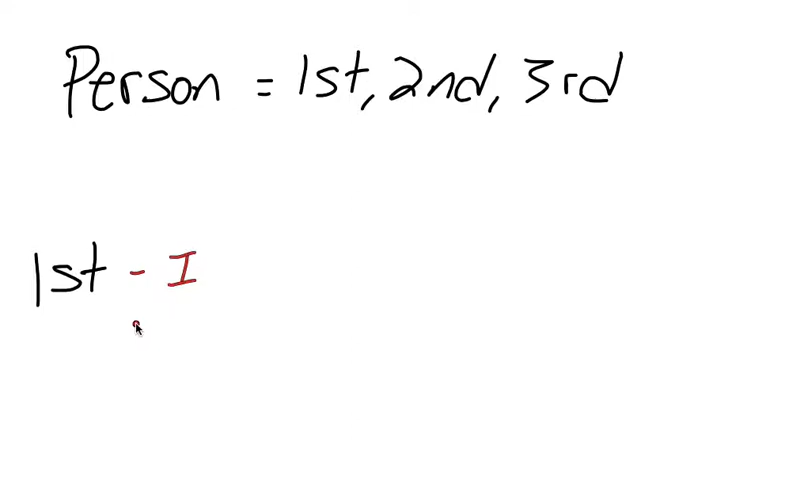 Person = 1st, 2nd, 3rd
1st - I